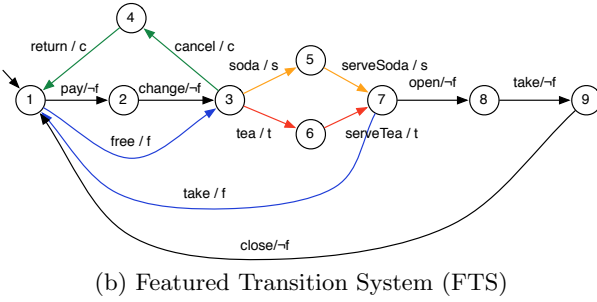 4
return / c
cancel / c
soda / s
5
serveSoda / s
pay/¬f
change/¬f
open/¬f
take/¬f
1
2
3
7
8
9
free / f
tea / t
6
serveTea / t
take / f
close/¬f
(b) Featured Transition System (FTS)